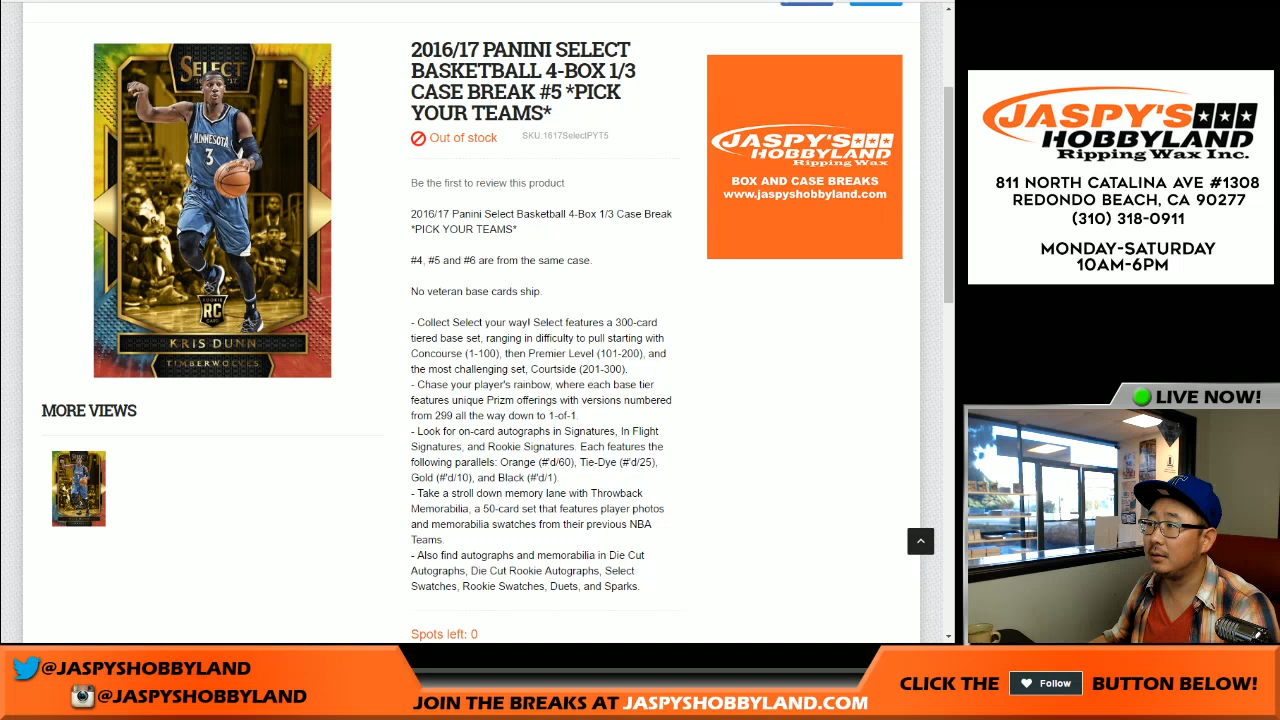 SELECT
MINNESOTA
3
ROOKIE
RC
KRIS DUNN
TIMBERWOLVES
MORE VIEWS
2016/17 PANINI SELECT
BASKETBALL 4-BOX 1/3
CASE BREAK #5 *PICK
YOUR TEAMS*
Out of stock
SKU.1617SelectPYT5
Be the first to review this product
2016/17 Panini Select Basketball 4-Box 1/3 Case Break
*PICK YOUR TEAMS*
#4, #5 and #6 are from the same case.
No veteran base cards ship.
- Collect Select your way! Select features a 300-card
tiered base set, ranging in difficulty to pull starting with
Concourse (1-100), then Premier Level (101-200), and
the most challenging set, Courtside (201-300).
- Chase your player's rainbow, where each base tier
features unique Prizm offerings with versions numbered
from 299 all the way down to 1-of-1.
- Look for on-card autographs in Signatures, In Flight
Signatures, and Rookie Signatures. Each features the
following parallels: Orange (#'d/60), Tie-Dye (#'d/25),
Gold (#'d/10), and Black (#'d/1).
- Take a stroll down memory lane with Throwback
Memorabilia, a 50-card set that features player photos
and memorabilia swatches from their previous NBA
Teams.
- Also find autographs and memorabilia in Die Cut
Autographs, Die Cut Rookie Autographs, Select
Swatches, Rookie Swatches, Duets, and Sparks.
Spots left: 0
JASPY'S
HOBBYLAND
Ripping Wax
BOX AND CASE BREAKS
www.jaspyshobbyland.com
JASPY'S
HOBBYLAND
Ripping Wax Inc.
811 NORTH CATALINA AVE #1308
REDONDO BEACH, CA 90277
(310) 318-0911
MONDAY-SATURDAY
10AM-6PM
LIVE NOW!
@JASPYSHOBBYLAND
@JASPYSHOBBYLAND
JOIN THE BREAKS AT JASPYSHOBBYLAND.COM
CLICK THE Follow BUTTON BELOW!